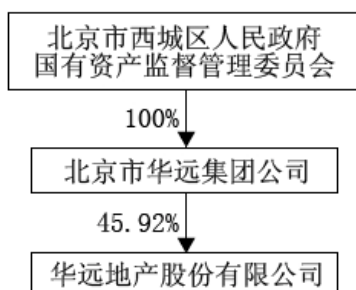 北京市西城区人民政府
国有资产监督管理委员会
100%
北京市华远集团公司
45.92%
华远地产股份有限公司